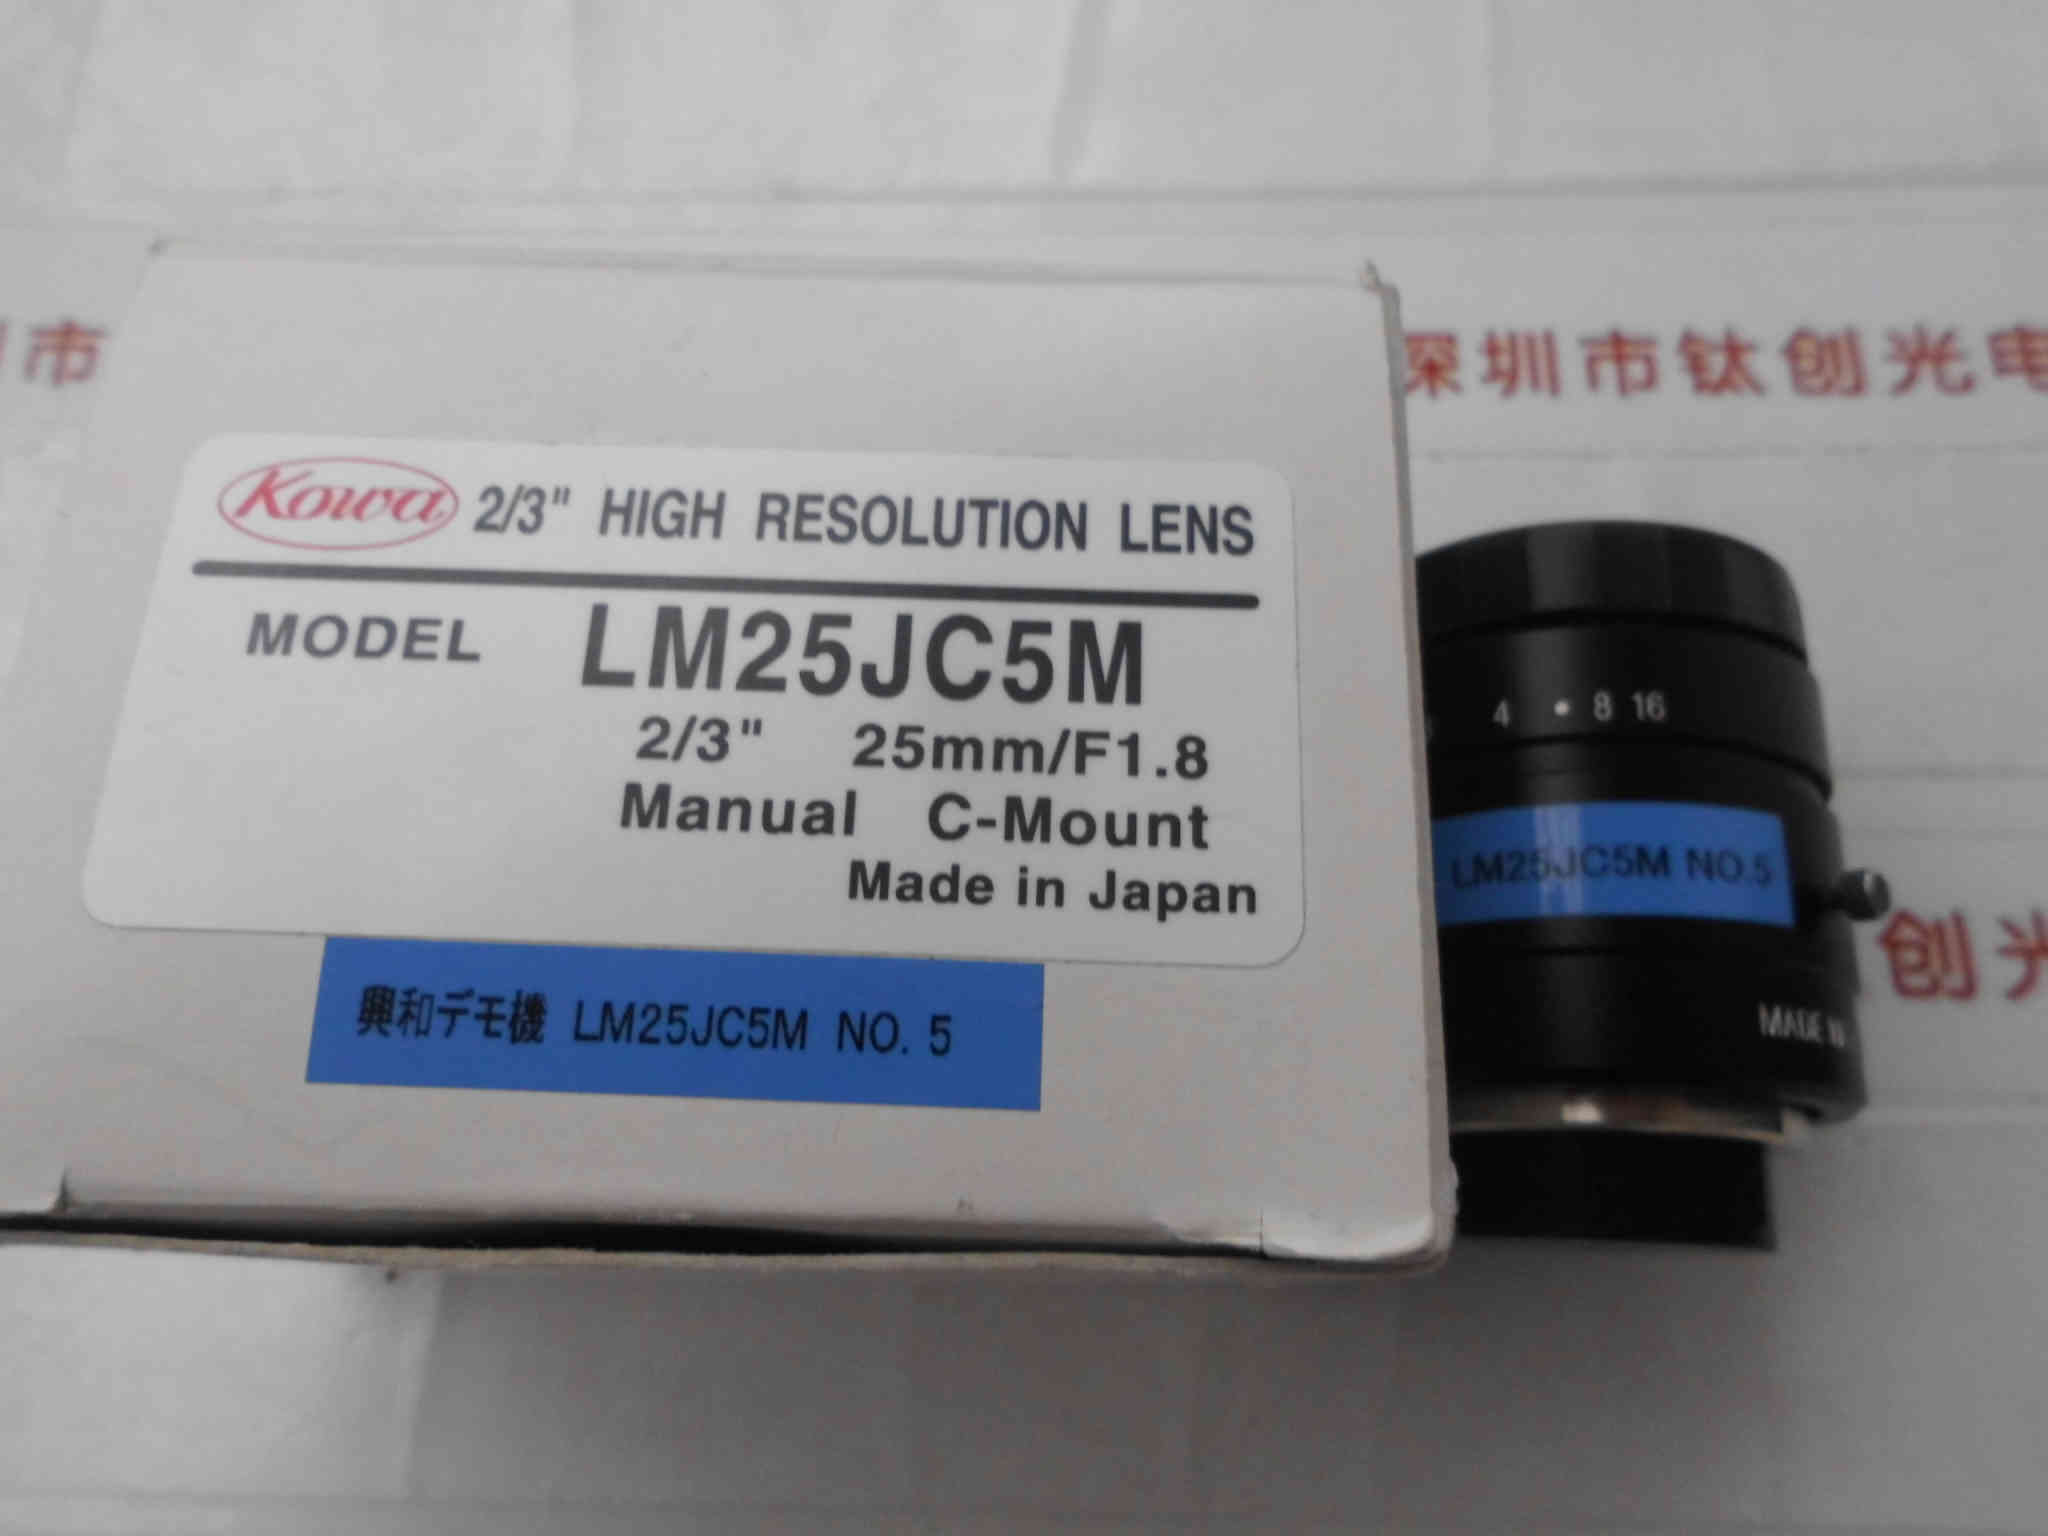 市
深圳市钛创光电
Kowa 2/3" HIGH RESOLUTION LENS
MODEL LM25JC5M
2/3" 25mm/F1.8
Manual C-Mount
Made in Japan
興和デモ機 LM25JC5M NO. 5
4 • 8 16
LM25JC5M NO.5
MADE IN
创光